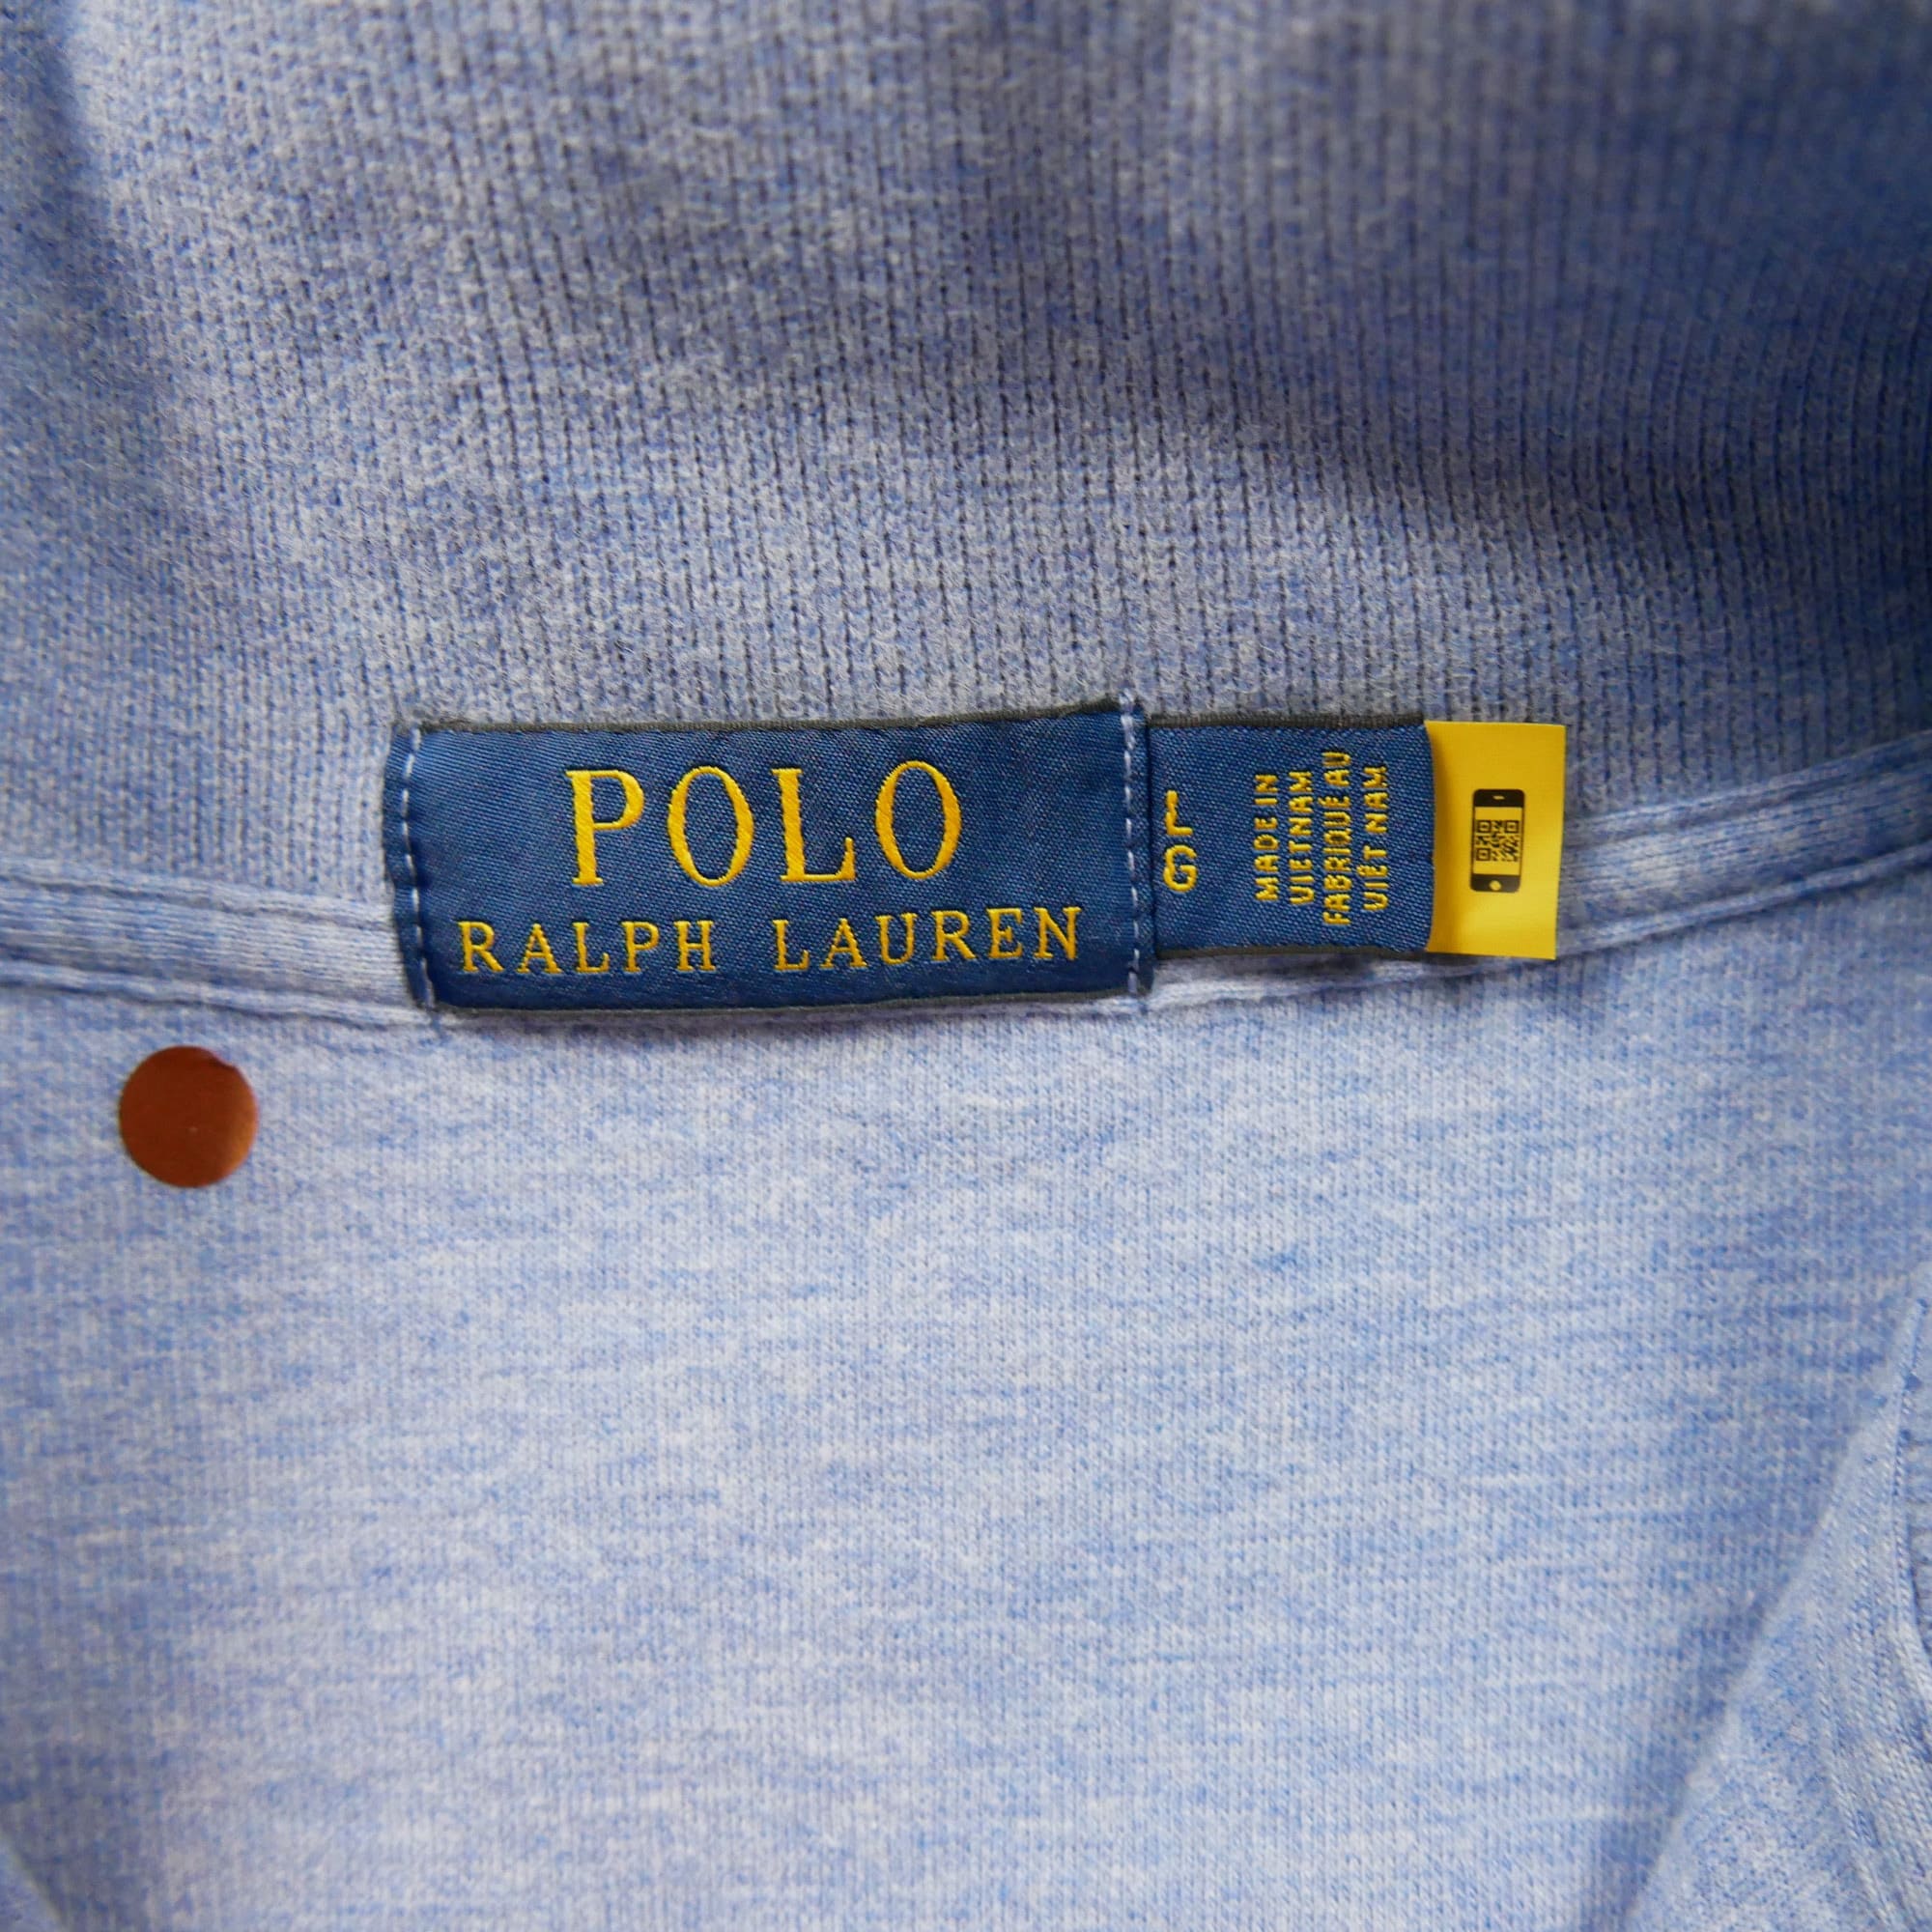 POLO
RALPH LAUREN
L
G
MADE IN
VIETNAM
FABRIQUÉ AU
VIÊT NAM